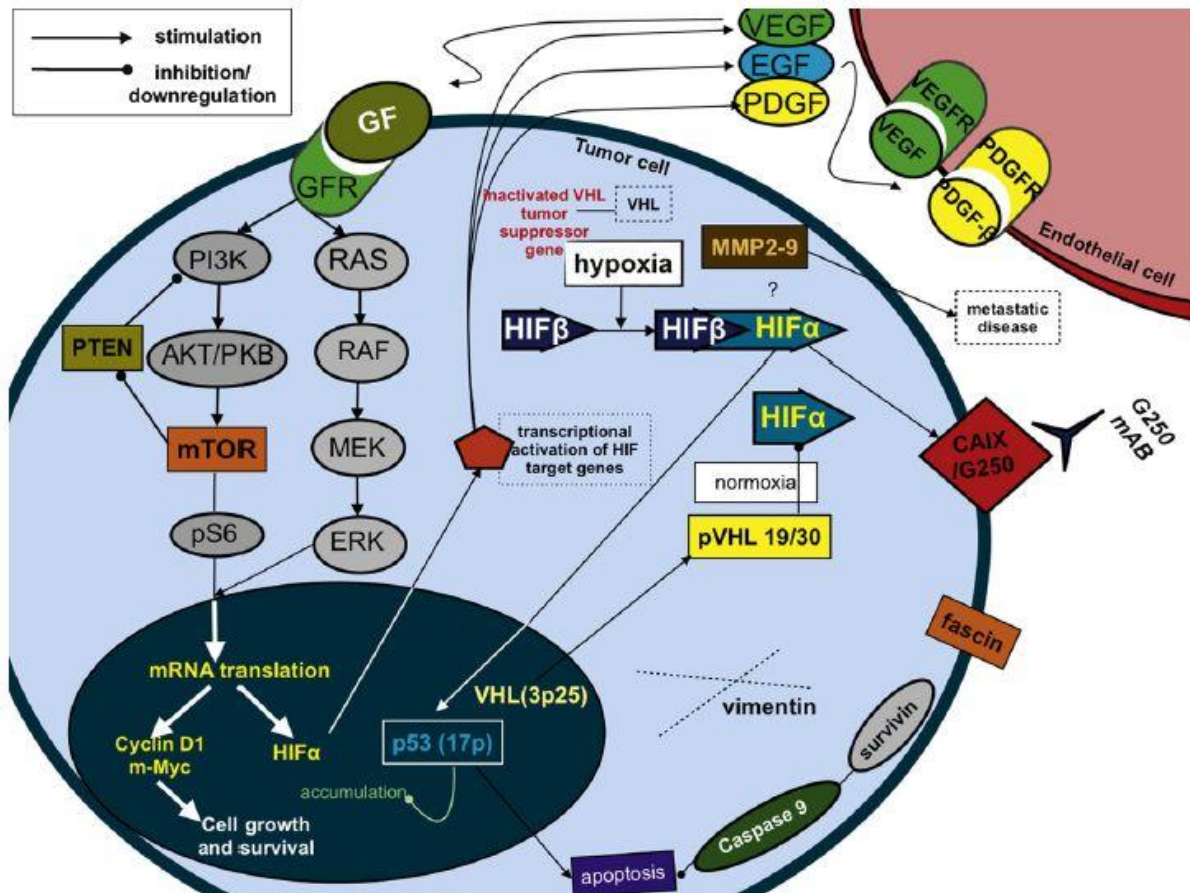 stimulation
inhibition/
downregulation
VEGF
EGF
PDGF
VEGFR
VEGF
PDGFR
PDGF-β
Endothelial cell
GF
GFR
Tumor cell
inactivated VHL
tumor
suppressor
gene
VHL
hypoxia
MMP2-9
?
metastatic
disease
PI3K
RAS
HIFβ
HIFβ
HIFα
PTEN
AKT/PKB
RAF
HIFα
G250
mAB
CAIX
/G250
mTOR
MEK
transcriptional
activation of HIF
target genes
normoxia
pS6
ERK
pVHL 19/30
fascin
mRNA translation
VHL(3p25)
vimentin
survivin
Cyclin D1
m-Myc
HIFα
p53 (17p)
accumulation
Cell growth
and survival
Caspase 9
apoptosis